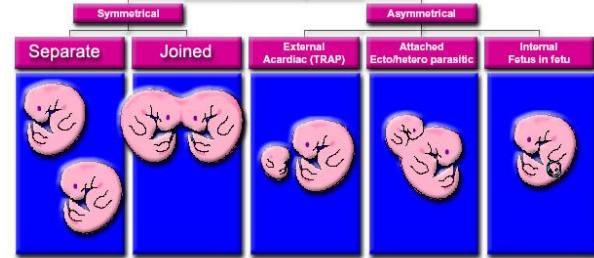 Symmetrical
Asymmetrical
Separate
Joined
External
Acardiac (TRAP)
Attached
Ecto/hetero parasitic
Internal
Fetus in fetu